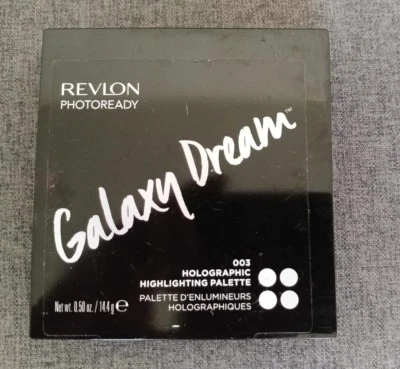 REVLON
PHOTOREADY
Galaxy Dream™
003
HOLOGRAPHIC
HIGHLIGHTING PALETTE
PALETTE D'ENLUMINEURS
HOLOGRAPHIQUES
Net wt. 0.50 oz. / 14.4 g ℮